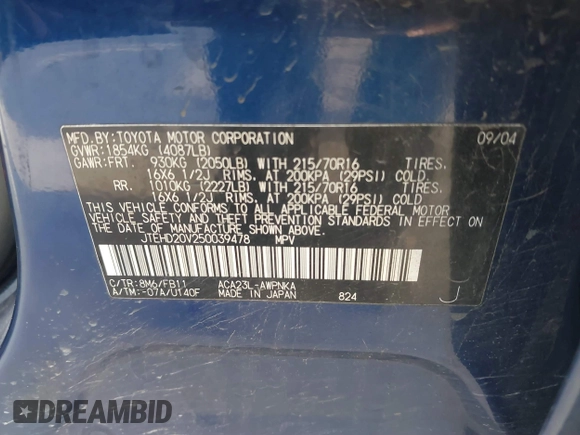 MFD.BY:TOYOTA MOTOR CORPORATION 09/04
GVWR:1854KG (4087LB)
GAWR:FRT. 930KG (2050LB) WITH 215/70R16 TIRES.
16X6 1/2J RIMS. AT 200KPA (29PSI) COLD.
RR. 1010KG (2227LB) WITH 215/70R16 TIRES.
16X6 1/2J RIMS. AT 200KPA (29PSI) COLD.
THIS VEHICLE CONFORMS TO ALL APPLICABLE FEDERAL MOTOR
VEHICLE SAFETY AND THEFT PREVENTION STANDARDS IN EFFECT ON
THE DATE OF MANUFACTURE SHOWN ABOVE.
JTEHD20V250039478 MPV
C/TR:8M6/FB11 ACA23L-AWPNKA
A/TM:-07A/U140F MADE IN JAPAN 824 J
DREAMBID